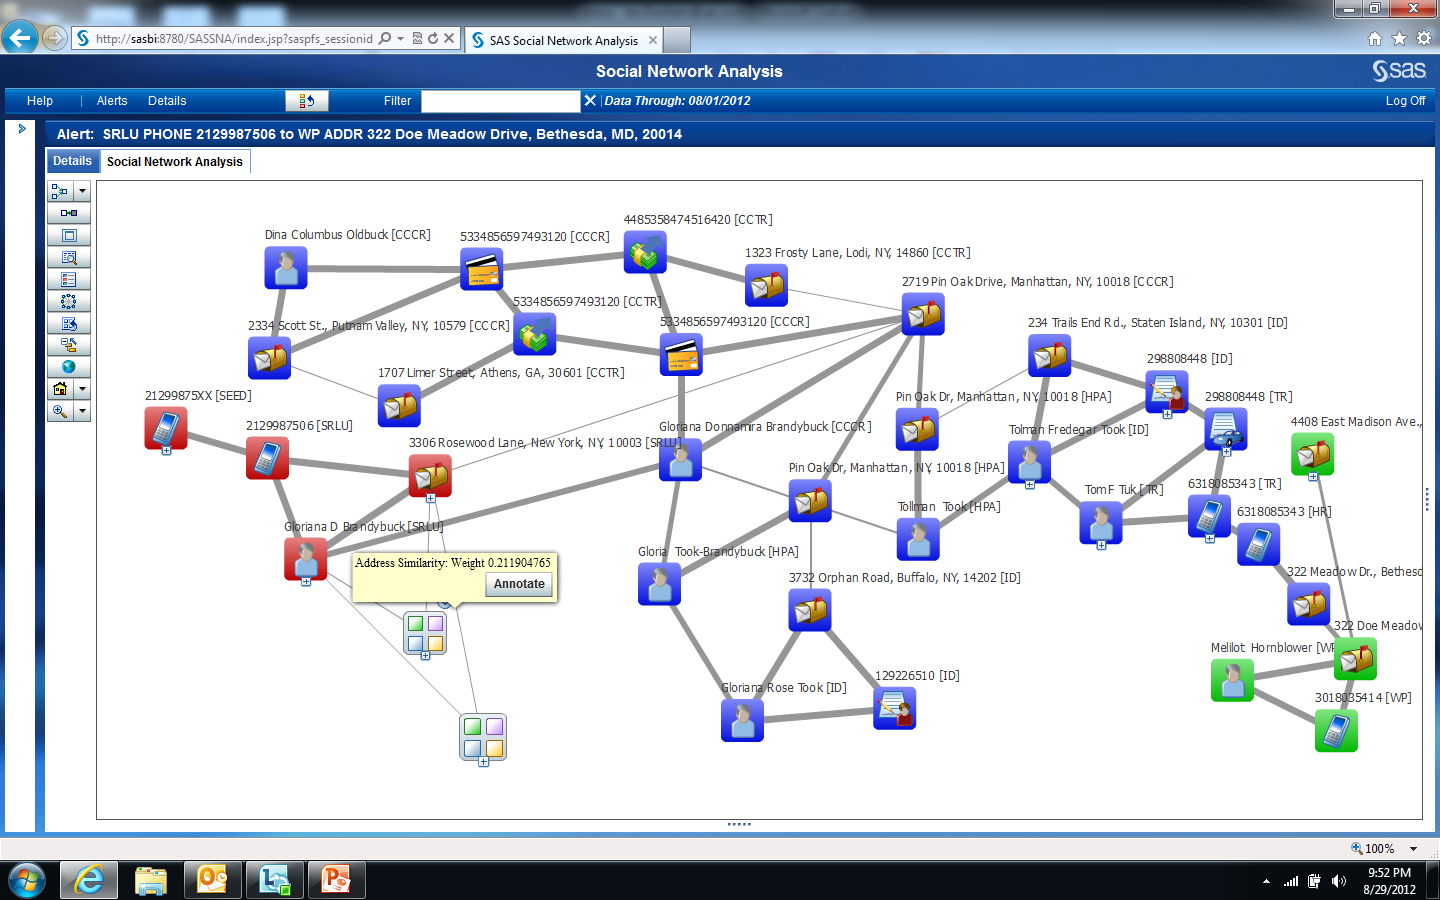 http://sasbi:8780/SASSNA/index.jsp?saspfs_sessionid
SAS Social Network Analysis
Social Network Analysis
sas
Help
Alerts
Details
Filter
Data Through: 08/01/2012
Log Off
Alert: SRLU PHONE 2129987506 to WP ADDR 322 Doe Meadow Drive, Bethesda, MD, 20014
Details
Social Network Analysis
4485358474516420 [CCTR]
Dina Columbus Oldbuck [CCCR]
5334856597493120 [CCCR]
1323 Frosty Lane, Lodi, NY, 14860 [CCTR]
2719 Pin Oak Drive, Manhattan, NY, 10018 [CCCR]
5334856597493120 [CCTR]
2334 Scott St., Putnam Valley, NY, 10579 [CCCR]
5334856597493120 [CCCR]
234 Trails End Rd., Staten Island, NY, 10301 [ID]
298808448 [ID]
1707 Limer Street, Athens, GA, 30601 [CCTR]
21299875XX [SEED]
Pin Oak Dr, Manhattan, NY, 10018 [HPA]
298808448 [TR]
2129987506 [SRLU]
Gloriana Donnamira Brandybuck [CCCR]
Tolman Fredegar Took [ID]
4408 East Madison Ave.,
3306 Rosewood Lane, New York, NY, 10003 [SRLU]
Pin Oak Dr, Manhattan, NY, 10018 [HPA]
6318085343 [TR]
Tom F Tuk [TR]
Tollman Took [HPA]
6318085343 [HR]
Gloriana D Brandybuck [SRLU]
Gloria Took-Brandybuck [HPA]
Address Similarity: Weight 0.211904765
Annotate
3732 Orphan Road, Buffalo, NY, 14202 [ID]
322 Meadow Dr., Bethesd
322 Doe Meadow
Melilot Hornblower [WP
129226510 [ID]
Gloriana Rose Took [ID]
3018035414 [WP]
100%
9:52 PM
8/29/2012